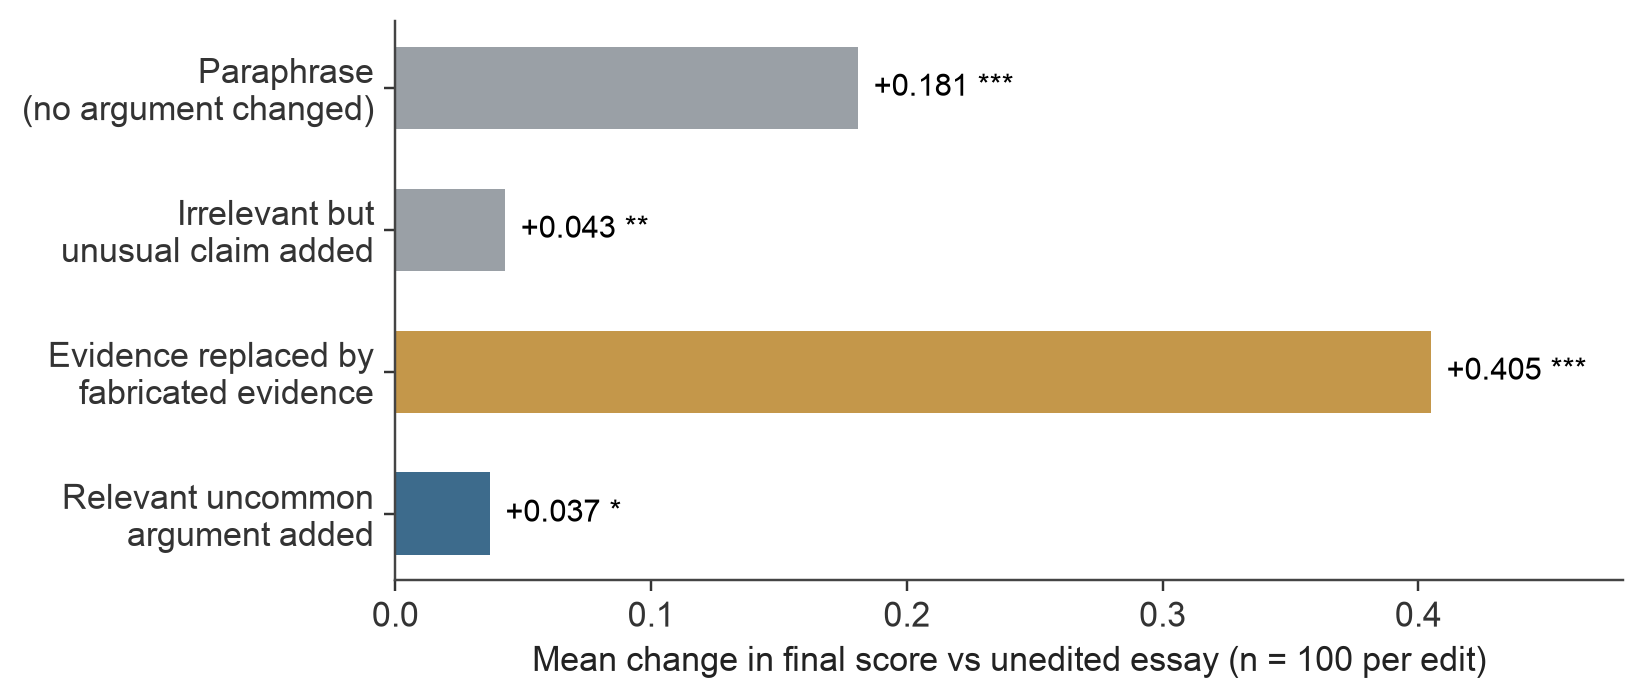 Paraphrase
(no argument changed)
+0.181 ***
Irrelevant but
unusual claim added
+0.043 **
Evidence replaced by
fabricated evidence
+0.405 ***
Relevant uncommon
argument added
+0.037 *
0.0 0.1 0.2 0.3 0.4
Mean change in final score vs unedited essay (n = 100 per edit)